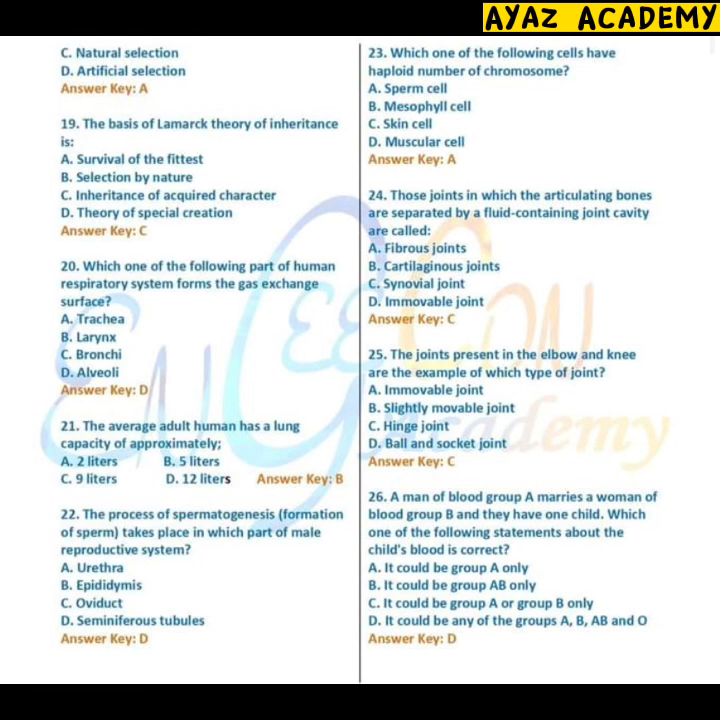 AYAZ ACADEMY
C. Natural selection
D. Artificial selection
Answer Key: A
19. The basis of Lamarck theory of inheritance
is:
A. Survival of the fittest
B. Selection by nature
C. Inheritance of acquired character
D. Theory of special creation
Answer Key: C
20. Which one of the following part of human
respiratory system forms the gas exchange
surface?
A. Trachea
B. Larynx
C. Bronchi
D. Alveoli
Answer Key: D
21. The average adult human has a lung
capacity of approximately;
A. 2 liters B. 5 liters
C. 9 liters D. 12 liters Answer Key: B
22. The process of spermatogenesis (formation
of sperm) takes place in which part of male
reproductive system?
A. Urethra
B. Epididymis
C. Oviduct
D. Seminiferous tubules
Answer Key: D
23. Which one of the following cells have
haploid number of chromosome?
A. Sperm cell
B. Mesophyll cell
C. Skin cell
D. Muscular cell
Answer Key: A
24. Those joints in which the articulating bones
are separated by a fluid-containing joint cavity
are called:
A. Fibrous joints
B. Cartilaginous joints
C. Synovial joint
D. Immovable joint
Answer Key: C
25. The joints present in the elbow and knee
are the example of which type of joint?
A. Immovable joint
B. Slightly movable joint
C. Hinge joint
D. Ball and socket joint
Answer Key: C
26. A man of blood group A marries a woman of
blood group B and they have one child. Which
one of the following statements about the
child's blood is correct?
A. It could be group A only
B. It could be group AB only
C. It could be group A or group B only
D. It could be any of the groups A, B, AB and O
Answer Key: D
Academy